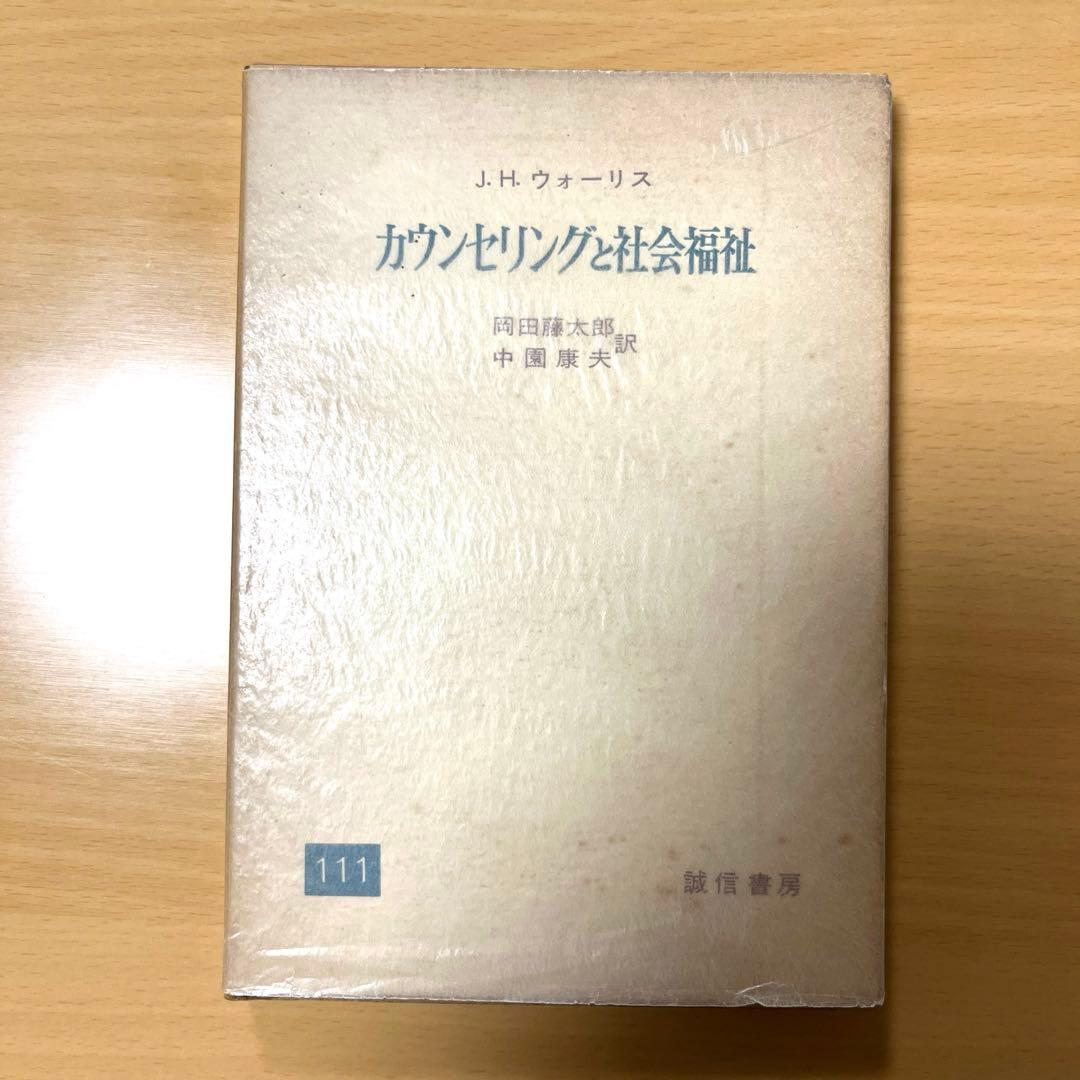 J.H.ウォーリス
カウンセリングと社会福祉
岡田藤太郎
中園康夫
訳
111
誠信書房